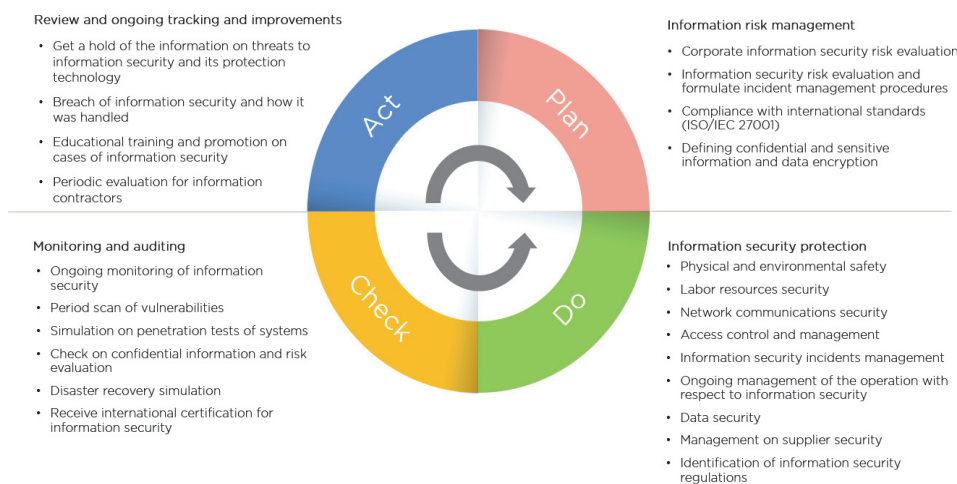 Review and ongoing tracking and improvements
• Get a hold of the information on threats to
information security and its protection
technology
• Breach of information security and how it
was handled
• Educational training and promotion on
cases of information security
• Periodic evaluation for information
contractors
Act
Plan
Information risk management
• Corporate information security risk evaluation
• Information security risk evaluation and
formulate incident management procedures
• Compliance with international standards
(ISO/IEC 27001)
• Defining confidential and sensitive
information and data encryption
Monitoring and auditing
• Ongoing monitoring of information
security
• Period scan of vulnerabilities
• Simulation on penetration tests of systems
• Check on confidential information and risk
evaluation
• Disaster recovery simulation
• Receive international certification for
information security
Check
Do
Information security protection
• Physical and environmental safety
• Labor resources security
• Network communications security
• Access control and management
• Information security incidents management
• Ongoing management of the operation with
respect to information security
• Data security
• Management on supplier security
• Identification of information security
regulations